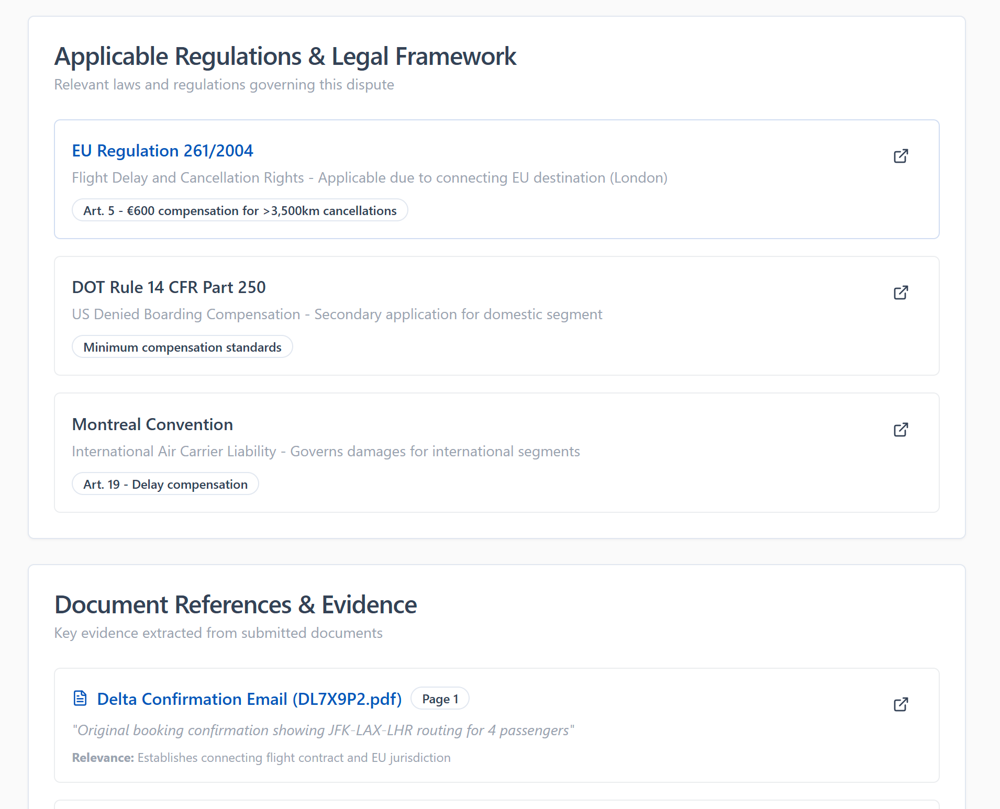 Applicable Regulations & Legal Framework
Relevant laws and regulations governing this dispute
EU Regulation 261/2004
Flight Delay and Cancellation Rights - Applicable due to connecting EU destination (London)
Art. 5 - €600 compensation for >3,500km cancellations
DOT Rule 14 CFR Part 250
US Denied Boarding Compensation - Secondary application for domestic segment
Minimum compensation standards
Montreal Convention
International Air Carrier Liability - Governs damages for international segments
Art. 19 - Delay compensation
Document References & Evidence
Key evidence extracted from submitted documents
Delta Confirmation Email (DL7X9P2.pdf) Page 1
"Original booking confirmation showing JFK-LAX-LHR routing for 4 passengers"
Relevance: Establishes connecting flight contract and EU jurisdiction